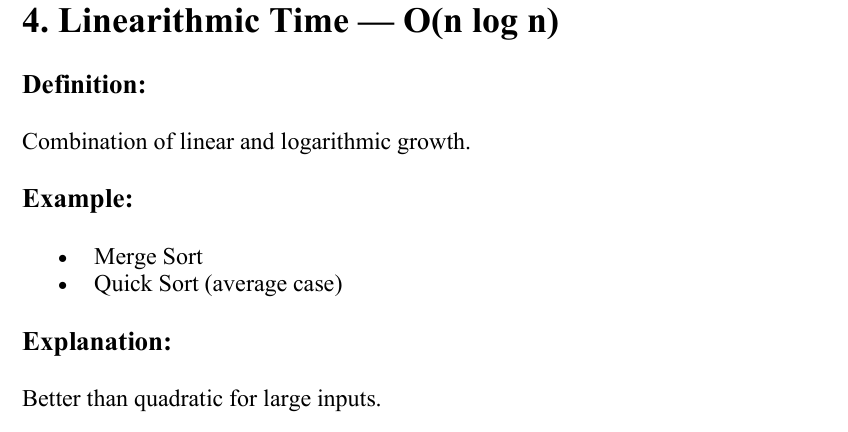 4. Linearithmic Time — O(n log n)
Definition:
Combination of linear and logarithmic growth.
Example:
• Merge Sort
• Quick Sort (average case)
Explanation:
Better than quadratic for large inputs.